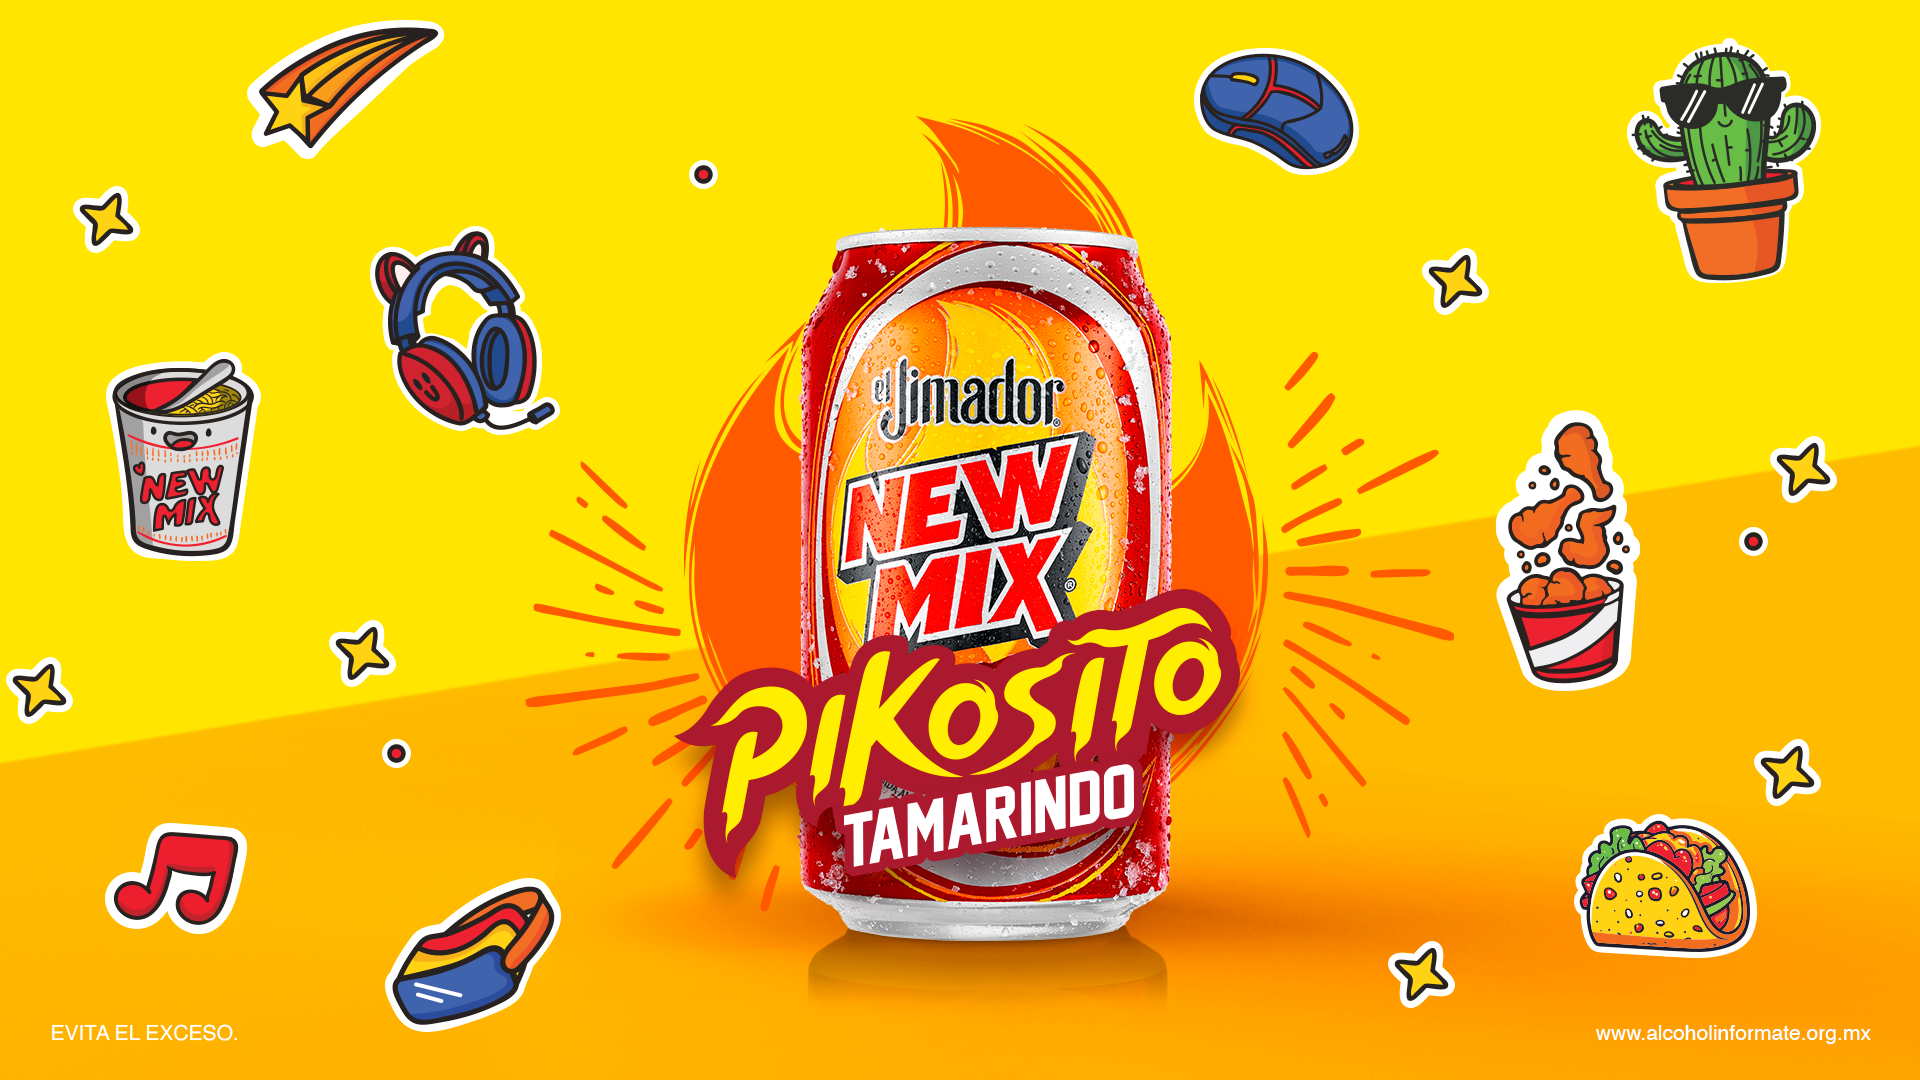 el Jimador
NEW
MIX
®
PIKOSITO
TAMARINDO
NEW
MIX
EVITA EL EXCESO.
www.alcoholinformate.org.mx